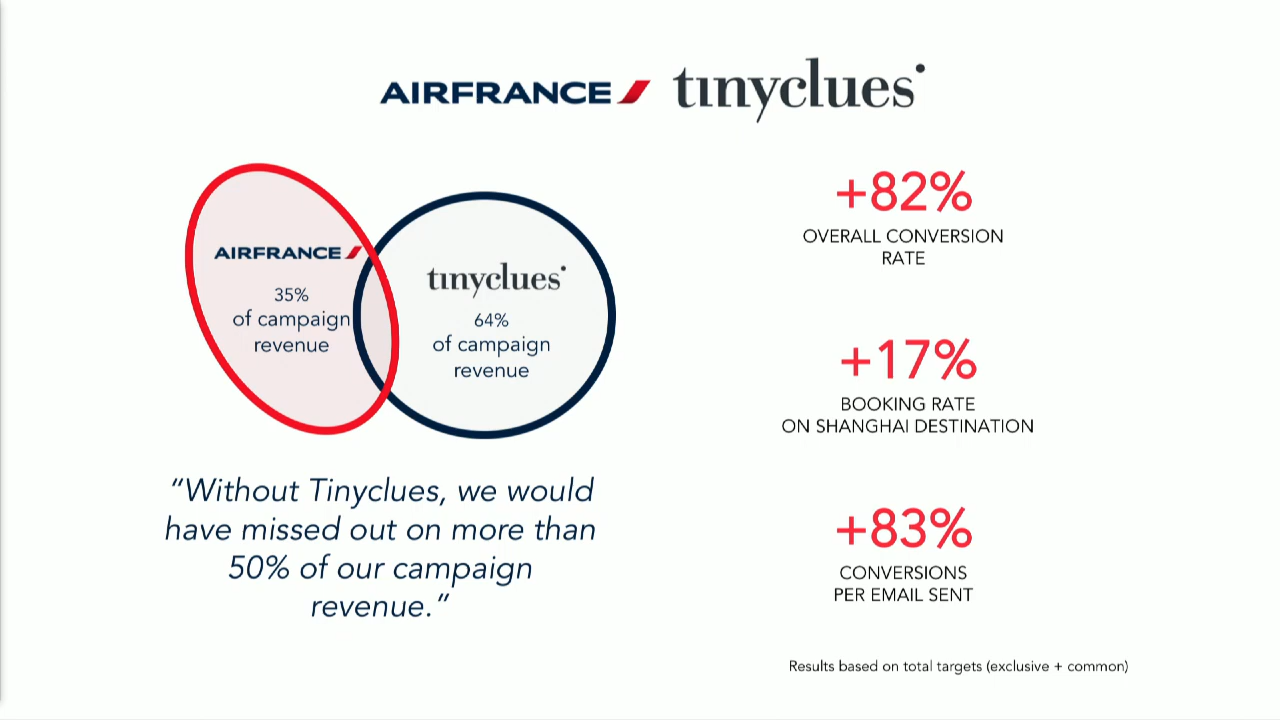 AIRFRANCE tinyclues
AIRFRANCE
35%
of campaign
revenue
tinyclues
64%
of campaign
revenue
“Without Tinyclues, we would
have missed out on more than
50% of our campaign
revenue.”
+82%
OVERALL CONVERSION
RATE
+17%
BOOKING RATE
ON SHANGHAI DESTINATION
+83%
CONVERSIONS
PER EMAIL SENT
Results based on total targets (exclusive + common)